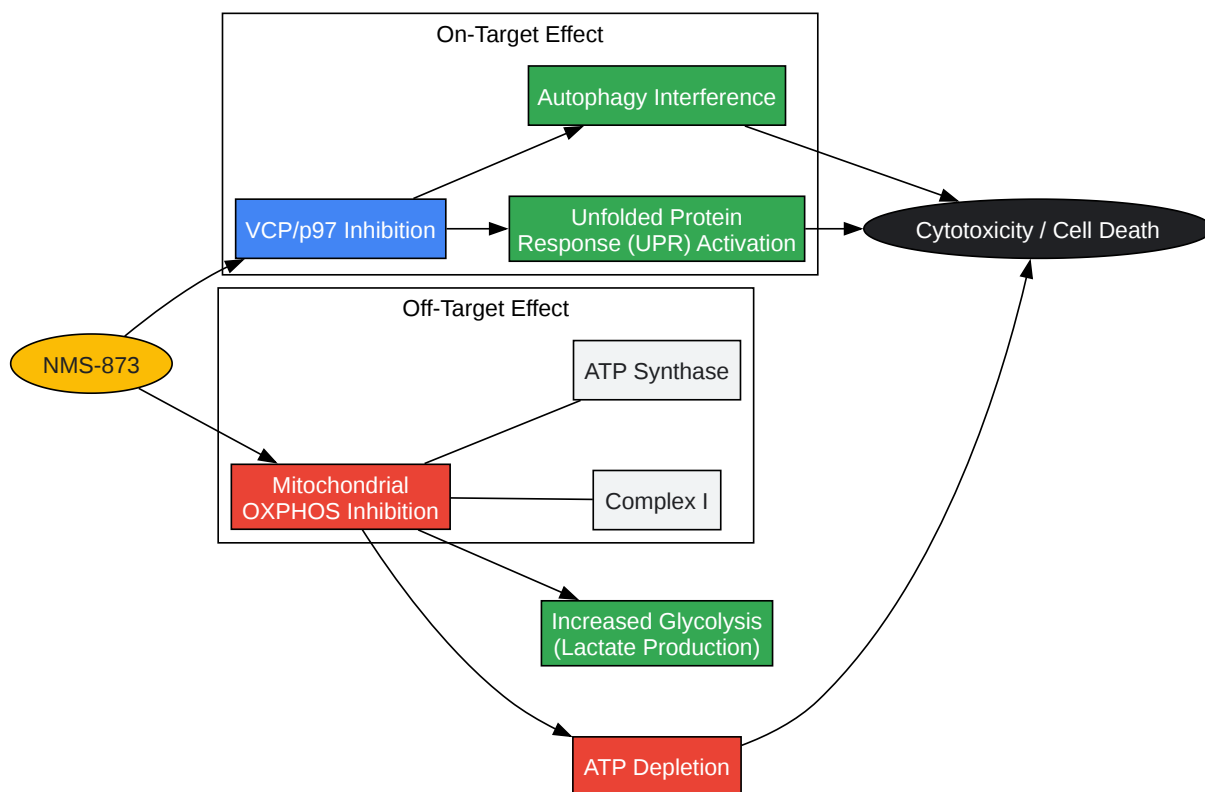 On-Target Effect
Autophagy Interference
VCP/p97 Inhibition
Unfolded Protein
Response (UPR) Activation
Cytotoxicity / Cell Death
Off-Target Effect
NMS-873
ATP Synthase
Mitochondrial
OXPHOS Inhibition
Complex I
Increased Glycolysis
(Lactate Production)
ATP Depletion